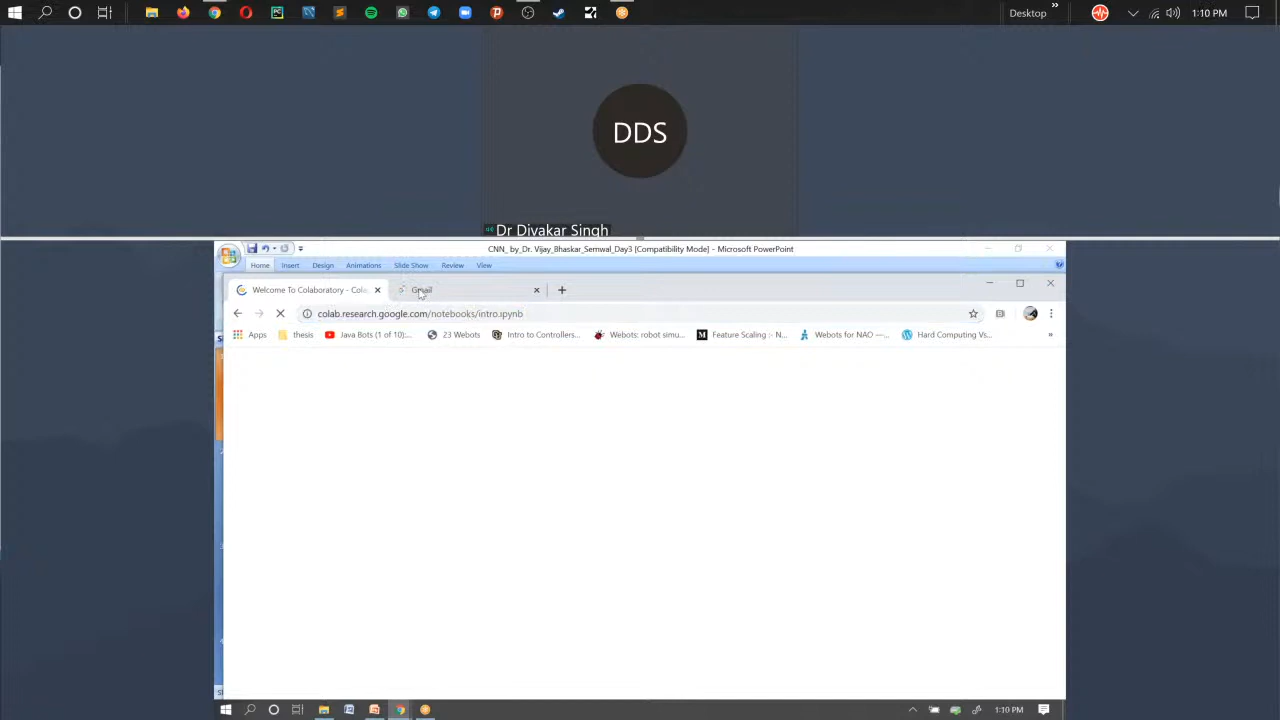 Desktop
1:10 PM
DDS
Dr Divakar Singh
CNN_ by_Dr. Vijay_Bhaskar_Semwal_Day3 [Compatibility Mode] - Microsoft PowerPoint
Home Insert Design Animations Slide Show Review View
Welcome To Colaboratory - Cola
Gmail
colab.research.google.com/notebooks/intro.ipynb
Apps thesis Java Bots (1 of 10):... 23 Webots Intro to Controllers... Webots: robot simu... Feature Scaling :- N... Webots for NAO —... Hard Computing Vs...
1:10 PM